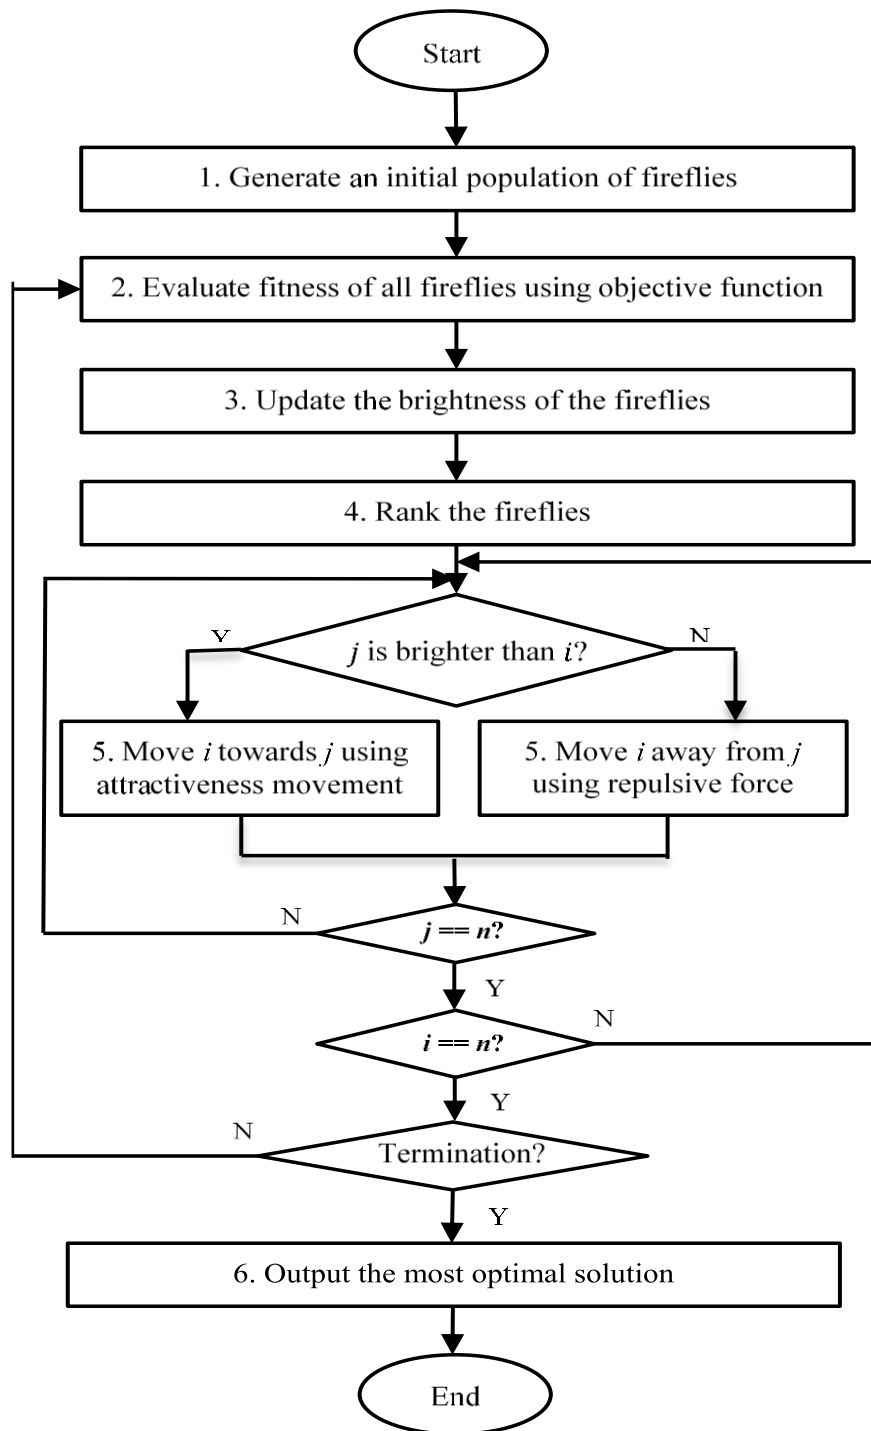 Start
1. Generate an initial population of fireflies
2. Evaluate fitness of all fireflies using objective function
3. Update the brightness of the fireflies
4. Rank the fireflies
Y
N
j is brighter than i?
5. Move i towards j using
attractiveness movement
5. Move i away from j
using repulsive force
N
j == n?
Y
N
i == n?
Y
N
Termination?
Y
6. Output the most optimal solution
End